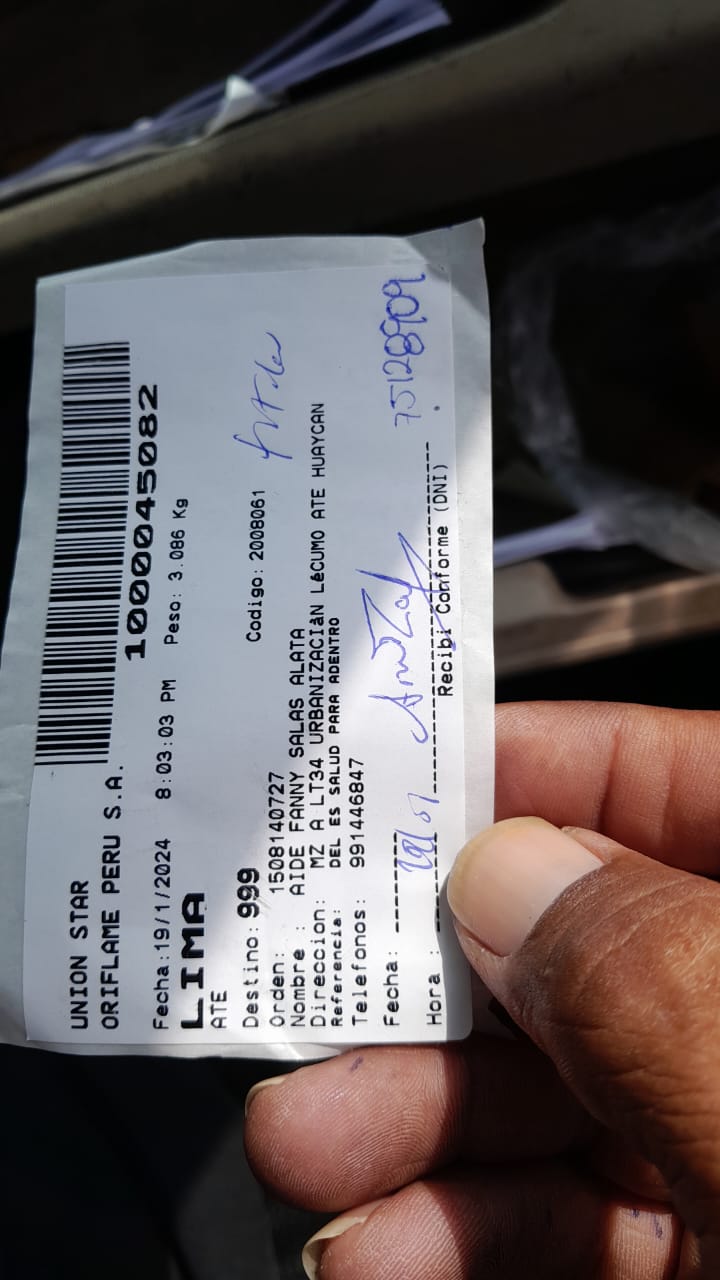 UNION STAR
ORIFLAME PERU S.A.
1000045082
Fecha:19/1/2024 8:03:03 PM Peso: 3.086 Kg
LIMA
ATE
Destino: 999 Codigo: 2008061
Orden: 1508140727
Nombre : AIDE FANNY SALAS ALATA
Direccion: MZ A LT34 URBANIZACIàN LéCUMO ATE HUAYCAN
Referencia: DEL ES SALUD PARA ADENTRO
Telefonos: 991446847
Fecha:
75128909
Hora :
Recibi Conforme (DNI)